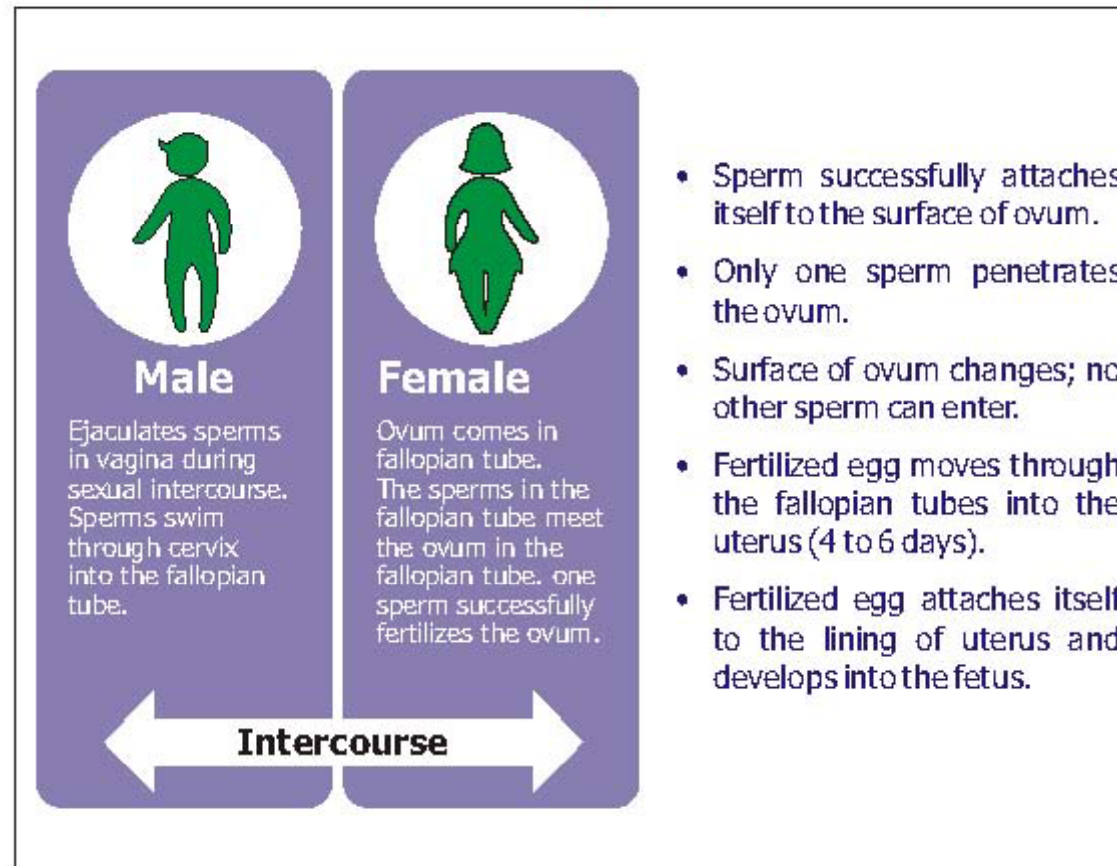 Male
Ejaculates sperms
in vagina during
sexual intercourse.
Sperms swim
through cervix
into the fallopian
tube.
Female
Ovum comes in
fallopian tube.
The sperms in the
fallopian tube meet
the ovum in the
fallopian tube. one
sperm successfully
fertilizes the ovum.
Intercourse
• Sperm successfully attaches
itself to the surface of ovum.
• Only one sperm penetrates
the ovum.
• Surface of ovum changes; no
other sperm can enter.
• Fertilized egg moves through
the fallopian tubes into the
uterus (4 to 6 days).
• Fertilized egg attaches itself
to the lining of uterus and
develops into the fetus.